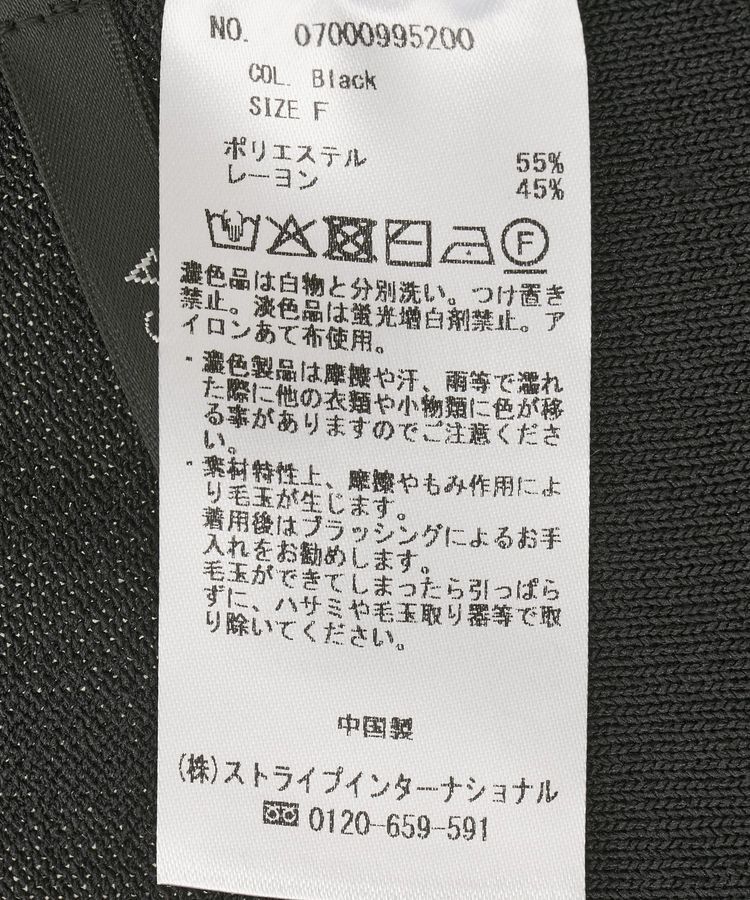 NO. 07000995200
COL. Black
SIZE F
ポリエステル 55%
レーヨン 45%
F
濃色品は白物と分別洗い。つけ置き
禁止。淡色品は蛍光増白剤禁止。ア
イロンあて布使用。
・濃色製品は摩擦や汗、雨等で濡れ
た際に他の衣類や小物類に色が移
る事がありますのでご注意くださ
い。
・素材特性上、摩擦やもみ作用によ
り毛玉が生じます。
着用後はブラッシングによるお手
入れをお勧めします。
毛玉ができてしまったら引っぱら
ずに、ハサミや毛玉取り器等で取
り除いてください。
中国製
(株)ストライプインターナショナル
0120-659-591